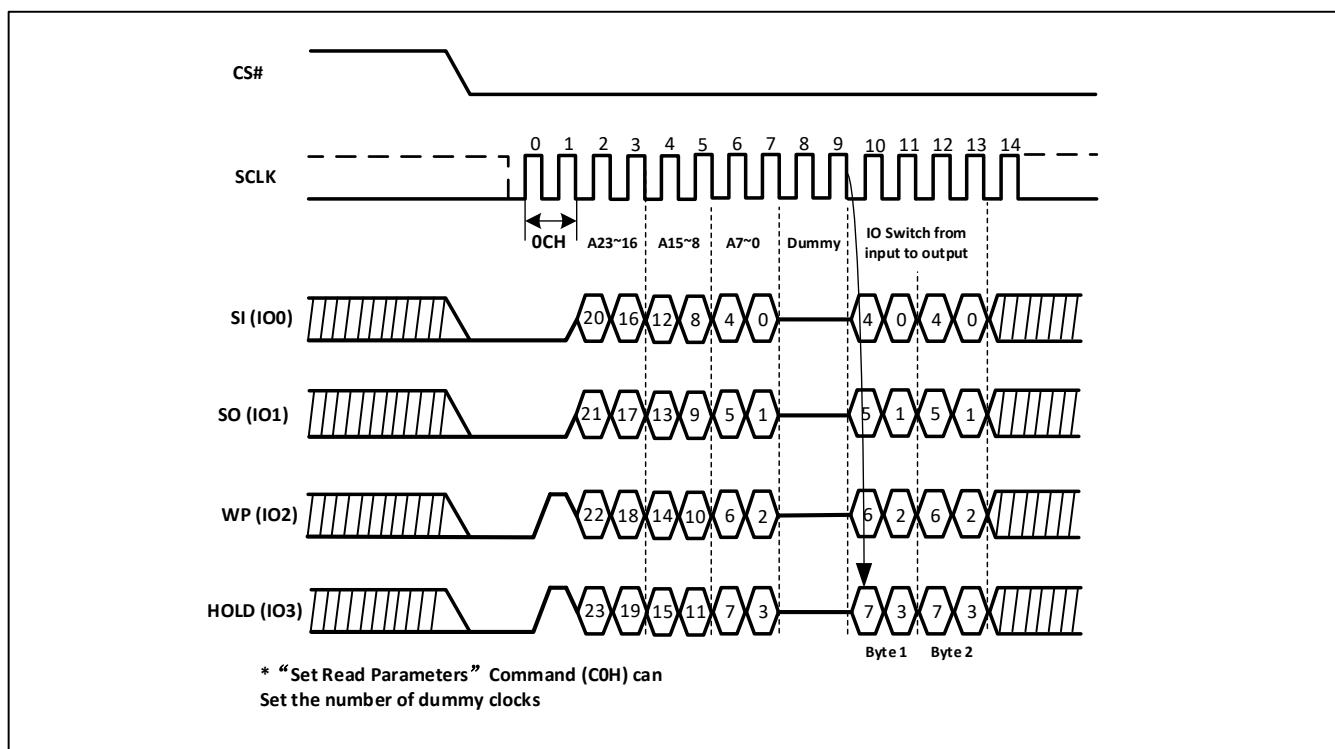 CS#
0 1 2 3 4 5 6 7 8 9 10 11 12 13 14
SCLK
0CH A23~16 A15~8 A7~0 Dummy IO Switch from
input to output
SI (IO0) 20 16 12 8 4 0 4 0 4 0
SO (IO1) 21 17 13 9 5 1 5 1 5 1
WP (IO2) 22 18 14 10 6 2 6 2 6 2
HOLD (IO3) 23 19 15 11 7 3 7 3 7 3
Byte 1 Byte 2
* “Set Read Parameters” Command (C0H) can
Set the number of dummy clocks